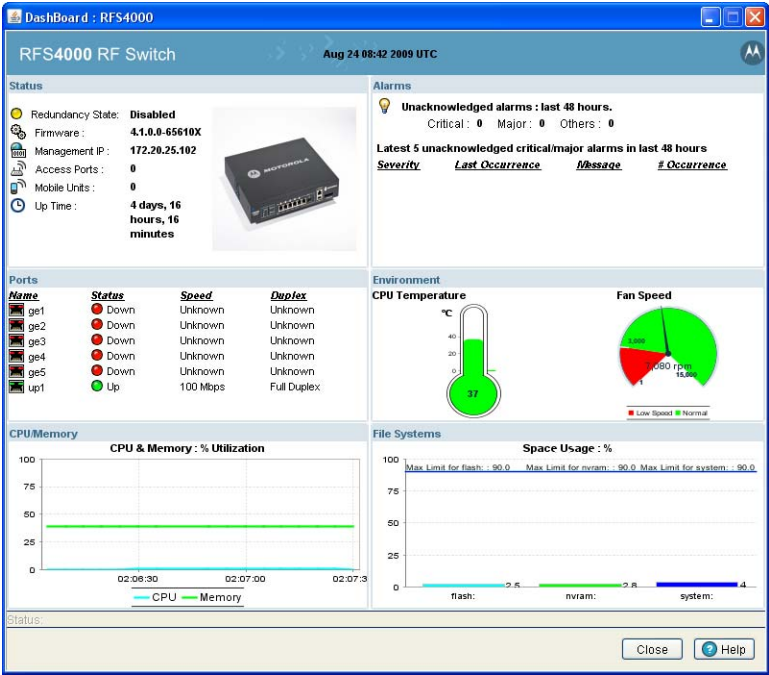 DashBoard : RFS4000
RFS4000 RF Switch
Aug 24 08:42 2009 UTC
Status
Redundancy State: Disabled
Firmware : 4.1.0.0-65610X
Management IP : 172.20.25.102
Access Ports : 0
Mobile Units : 0
Up Time : 4 days, 16
hours, 16
minutes
MOTOROLA
Alarms
Unacknowledged alarms : last 48 hours.
Critical : 0 Major : 0 Others : 0
Latest 5 unacknowledged critical/major alarms in last 48 hours
Severity Last Occurrence Message # Occurrence
Ports
Name Status Speed Duplex
ge1 Down Unknown Unknown
ge2 Down Unknown Unknown
ge3 Down Unknown Unknown
ge4 Down Unknown Unknown
ge5 Down Unknown Unknown
up1 Up 100 Mbps Full Duplex
Environment
CPU Temperature
°C
40
20
0
37
Fan Speed
3,000
7,080 rpm
15,000
1
Low Speed Normal
CPU/Memory
CPU & Memory : % Utilization
100
75
50
25
0
02:06:30 02:07:00 02:07:3
CPU Memory
File Systems
Space Usage : %
100
Max Limit for flash: : 90.0 Max Limit for nvram: : 90.0 Max Limit for system: : 90.0
75
50
25
0
2.5 2.8 4
flash: nvram: system:
Status:
Close Help